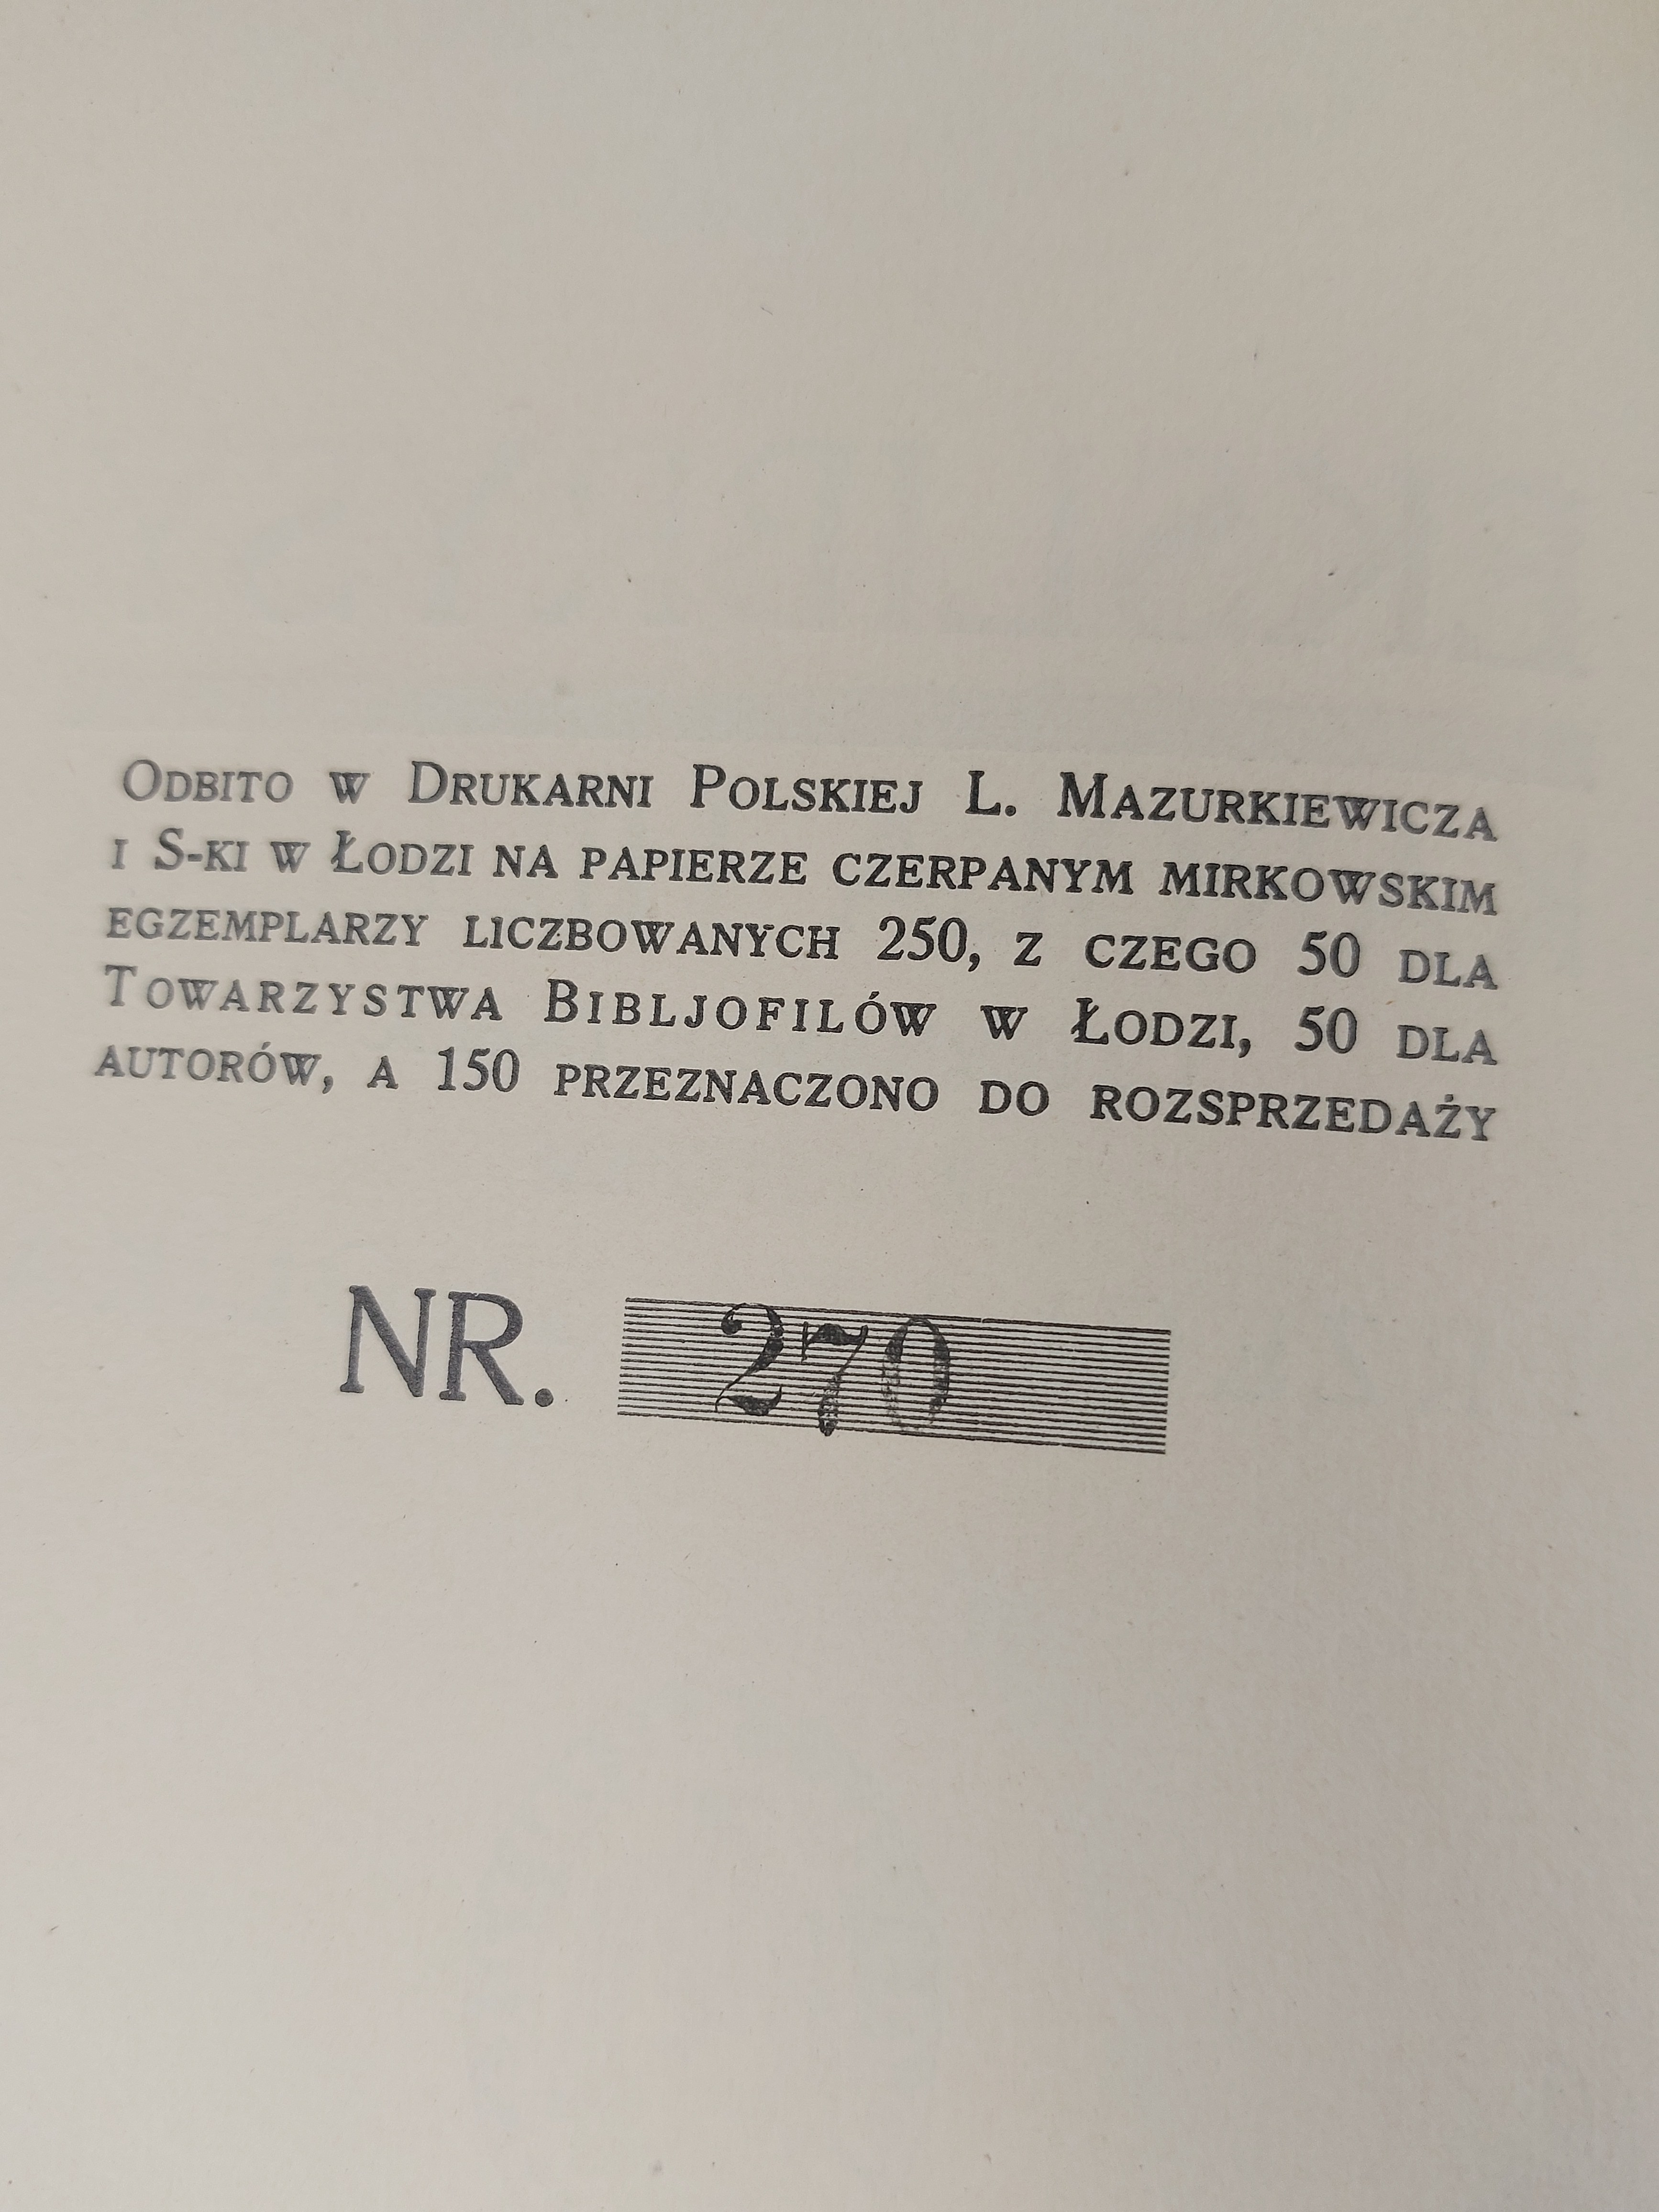 Odbito w Drukarni Polskiej L. Mazurkiewicza
i S-ki w Łodzi na papierze czerpanym mirkowskim
egzemplarzy liczbowanych 250, z czego 50 dla
Towarzystwa Bibljofilów w Łodzi, 50 dla
autorów, a 150 przeznaczono do rozsprzedaży
NR. 270